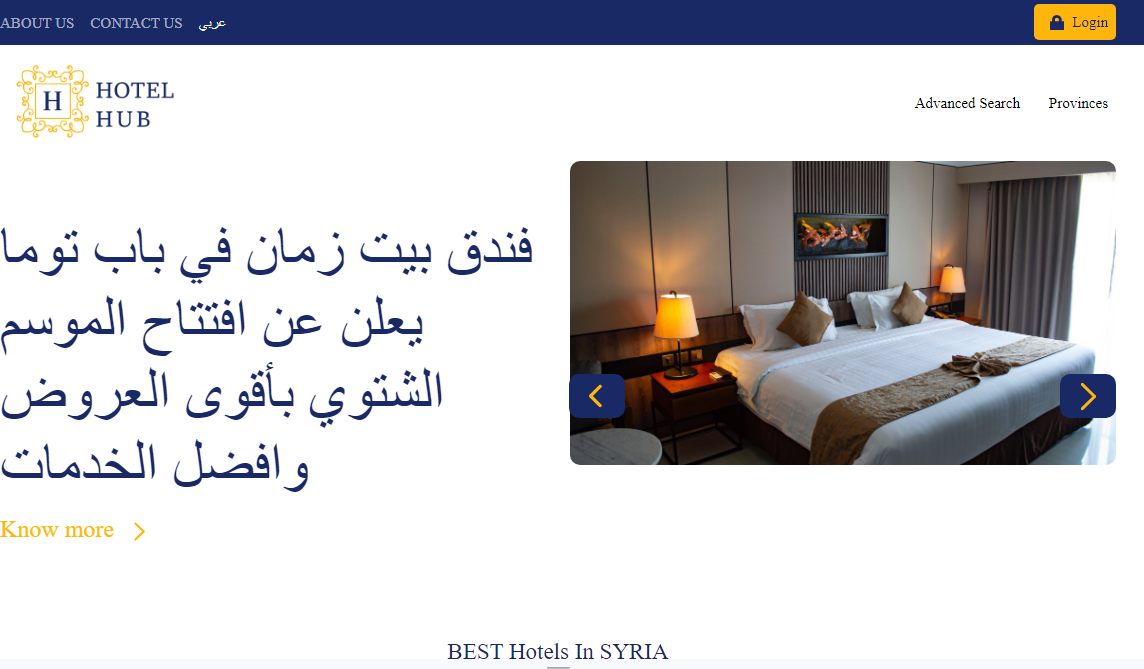 ABOUT US CONTACT US عربي Login
H HOTEL
HUB
Advanced Search Provinces
فندق بيت زمان في باب توما
يعلن عن افتتاح الموسم
الشتوي بأقوى العروض
وافضل الخدمات
Know more
BEST Hotels In SYRIA